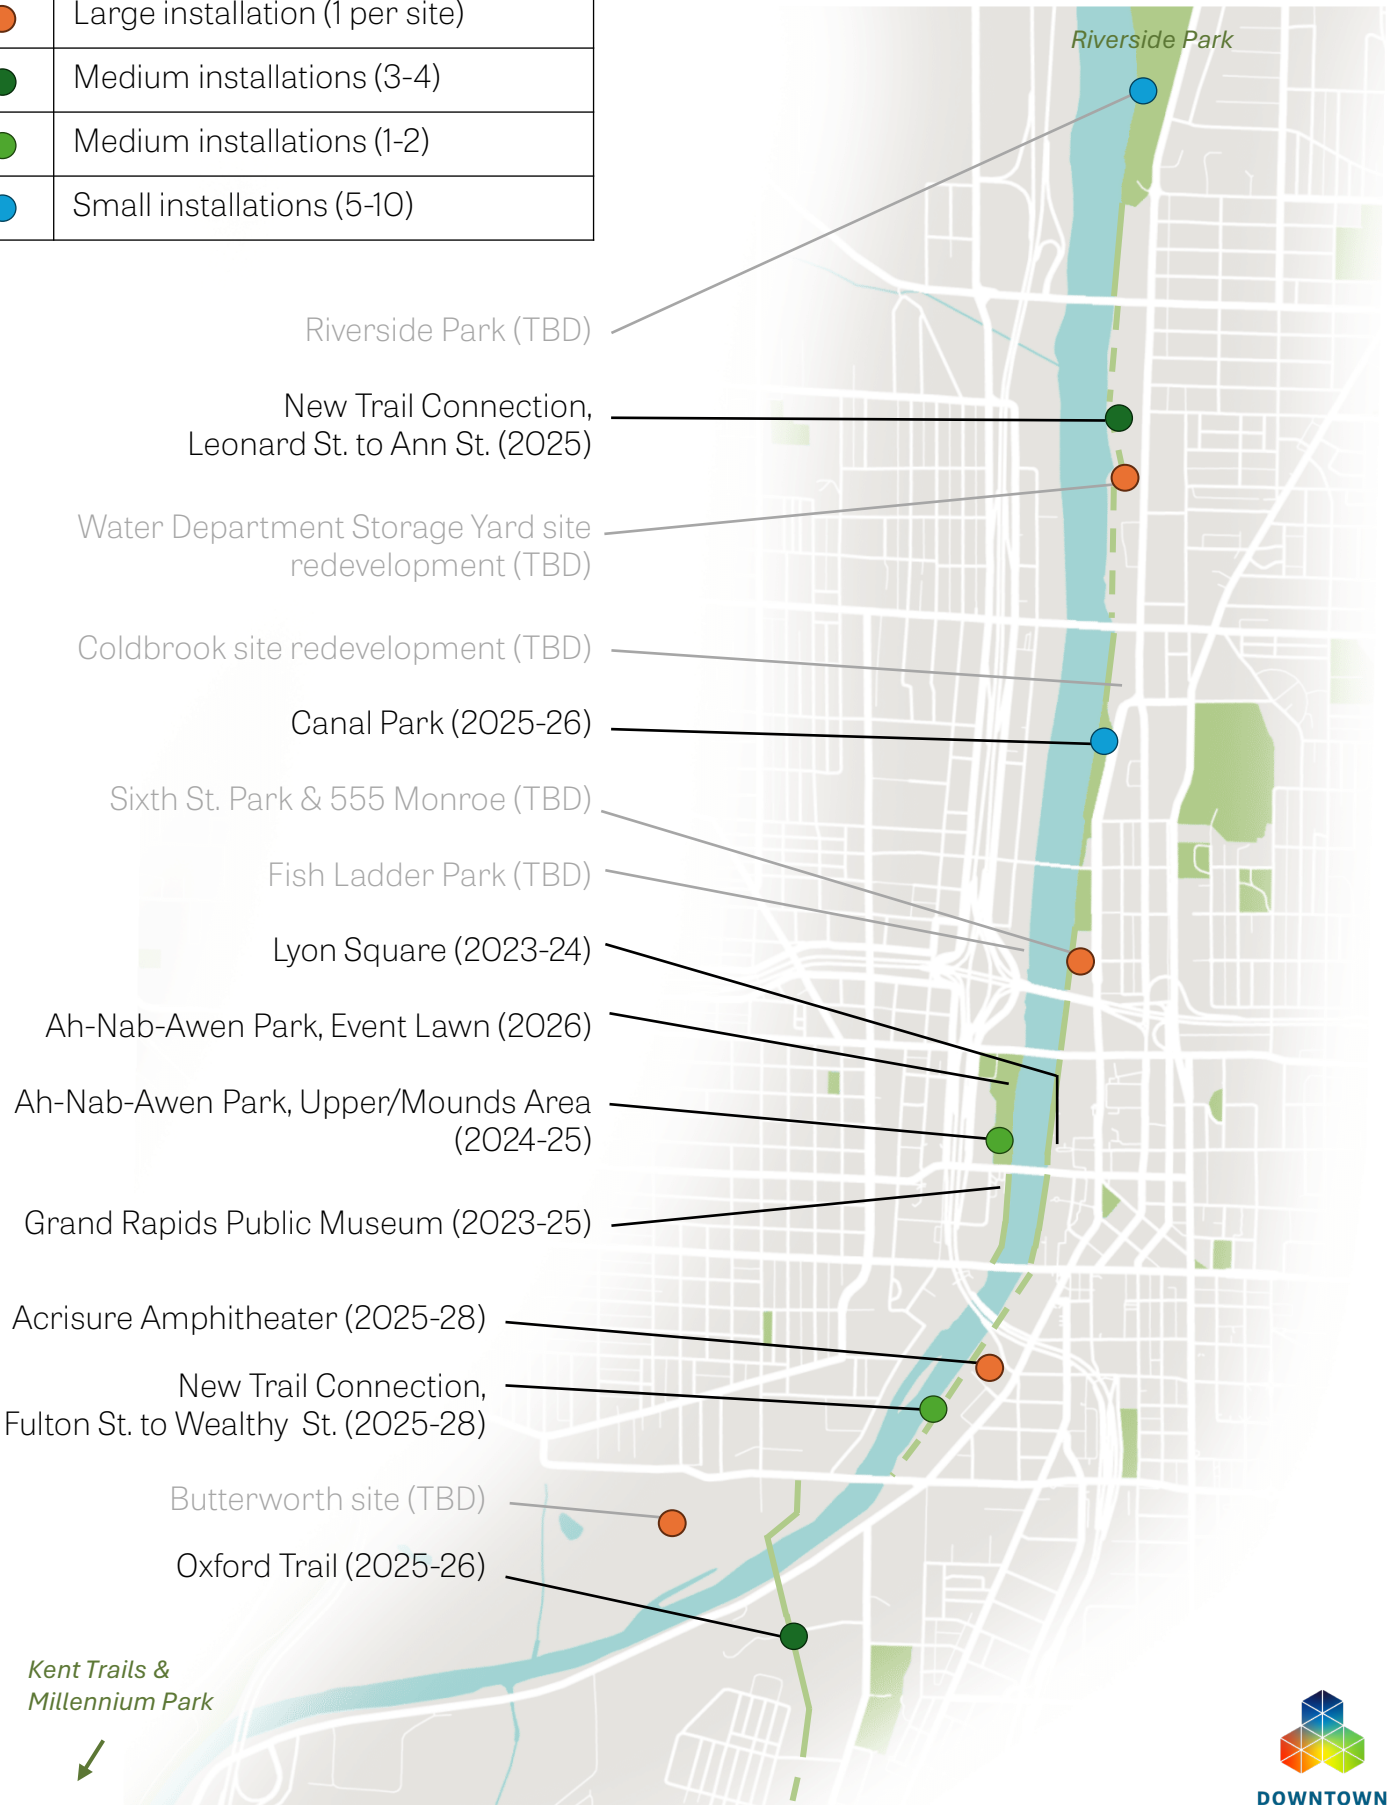 Large installation (1 per site)
Medium installations (3-4)
Medium installations (1-2)
Small installations (5-10)
Riverside Park
Riverside Park (TBD)
New Trail Connection,
Leonard St. to Ann St. (2025)
Water Department Storage Yard site
redevelopment (TBD)
Coldbrook site redevelopment (TBD)
Canal Park (2025-26)
Sixth St. Park & 555 Monroe (TBD)
Fish Ladder Park (TBD)
Lyon Square (2023-24)
Ah-Nab-Awen Park, Event Lawn (2026)
Ah-Nab-Awen Park, Upper/Mounds Area
(2024-25)
Grand Rapids Public Museum (2023-25)
Acrisure Amphitheater (2025-28)
New Trail Connection,
Fulton St. to Wealthy St. (2025-28)
Butterworth site (TBD)
Oxford Trail (2025-26)
Kent Trails &
Millennium Park
DOWNTOWN